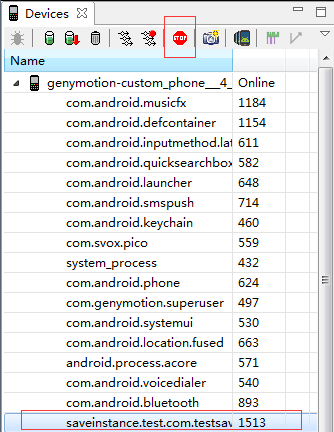 Devices
STOP
Name
genymotion-custom_phone__4_ Online
com.android.musicfx 1184
com.android.defcontainer 1154
com.android.inputmethod.lat 611
com.android.quicksearchbox 582
com.android.launcher 648
com.android.smspush 714
com.android.keychain 460
com.svox.pico 559
system_process 432
com.android.phone 624
com.genymotion.superuser 497
com.android.systemui 530
com.android.location.fused 663
android.process.acore 571
com.android.voicedialer 540
com.android.bluetooth 893
saveinstance.test.com.testsav 1513